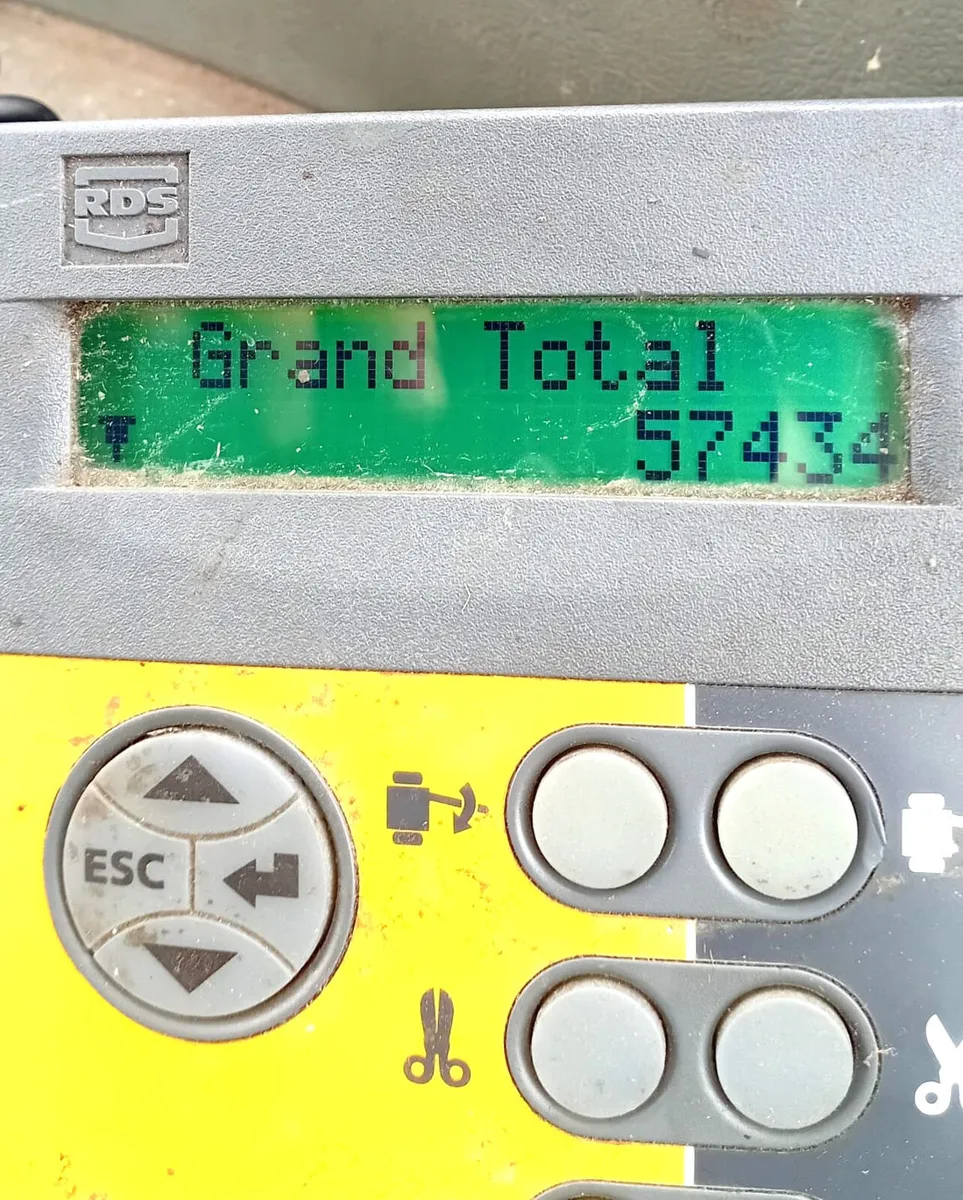 RDS
Grand Total
57434
ESC